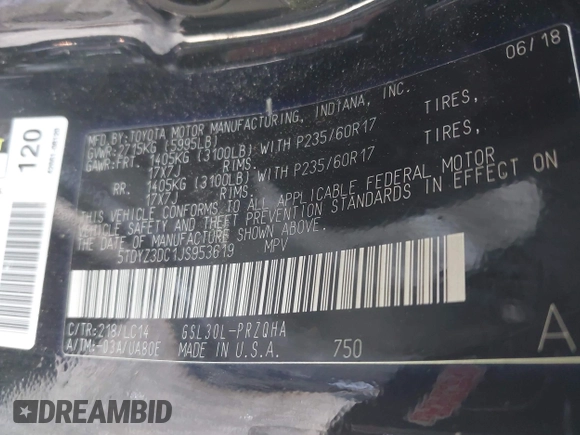 06/18
MFD.BY:TOYOTA MOTOR MANUFACTURING, INDIANA, INC.
GVWR:2715KG (5995LB)
GAWR:FRT. 1405KG (3100LB) WITH P235/60R17 TIRES,
17X7J RIMS.
RR. 1405KG (3100LB) WITH P235/60R17 TIRES,
17X7J RIMS.
THIS VEHICLE CONFORMS TO ALL APPLICABLE FEDERAL MOTOR
VEHICLE SAFETY AND THEFT PREVENTION STANDARDS IN EFFECT ON
THE DATE OF MANUFACTURE SHOWN ABOVE.
5TDYZ3DC1JS953619 MPV
C/TR:218/LC14 GSL30L-PRZQHA
A/TM:-03A/UA80E MADE IN U.S.A. 750
A
120
DREAMBID